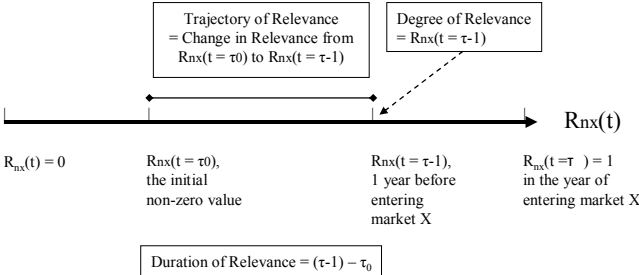 Trajectory of Relevance
= Change in Relevance from
Rnx(t = τ0) to Rnx(t = τ-1)
Degree of Relevance
= Rnx(t = τ-1)
Rnx(t)
Rnx(t) = 0
Rnx(t = τ0),
the initial
non-zero value
Rnx(t = τ-1),
1 year before
entering
market X
Rnx(t =τ ) = 1
in the year of
entering market X
Duration of Relevance = (τ-1) – τ0